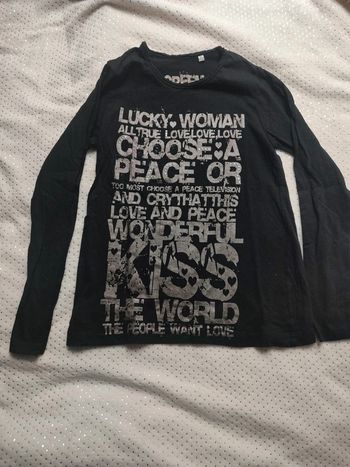 LUCKY WOMAN
ALL TRUE LOVE,LOVE,LOVE
CHOOSE A
PEACE OR
TOO MOST CHOOSE A PEACE TELEVISION
AND CRYTHATTHIS
LOVE AND PEACE
WONDERFUL
KISS
THE WORLD
THE PEOPLE WANT LOVE